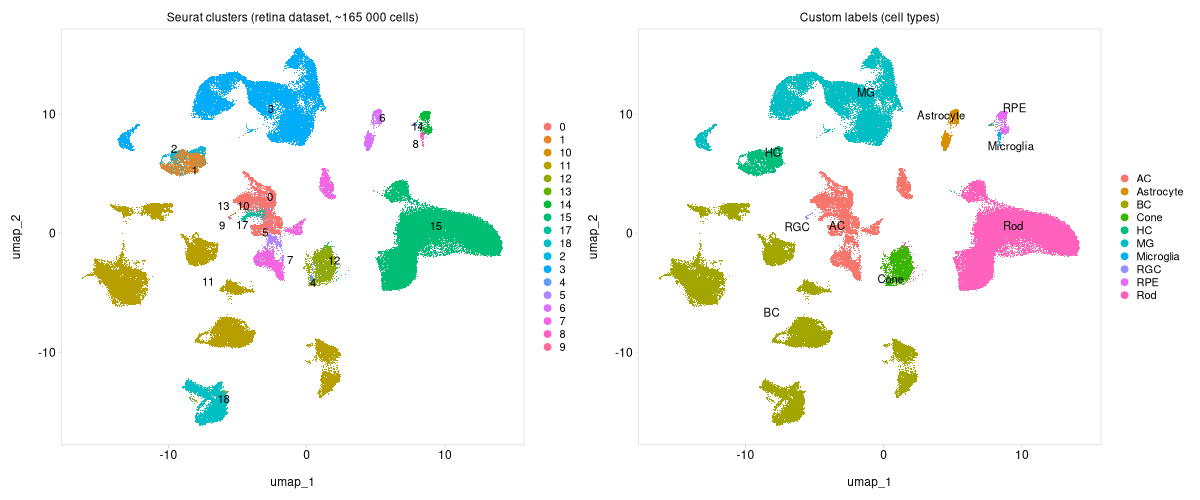 Seurat clusters (retina dataset, ~165 000 cells)
umap_2
10
0
-10
-10
0
10
umap_1
3
6
14
8
2
1
0
13
10
9
17
5
15
7
12
4
11
18
0
1
10
11
12
13
14
15
17
18
2
3
4
5
6
7
8
9
Custom labels (cell types)
umap_2
10
0
-10
-10
0
10
umap_1
MG
Astrocyte
RPE
Microglia
HC
RGC
AC
Rod
Cone
BC
AC
Astrocyte
BC
Cone
HC
MG
Microglia
RGC
RPE
Rod